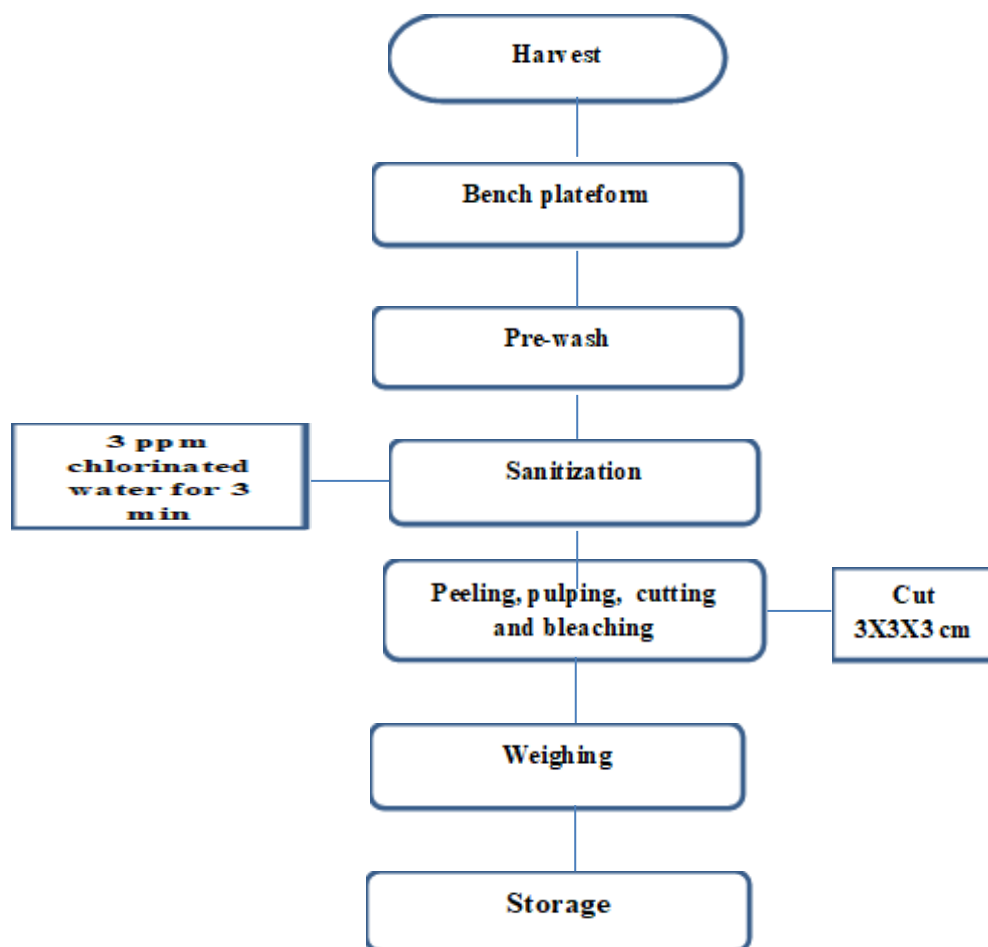 Harvest
Bench plateform
Pre-wash
3 ppm
chlorinated
water for 3
min
Sanitization
Peeling, pulping, cutting
and bleaching
Cut
3X3X3 cm
Weighing
Storage